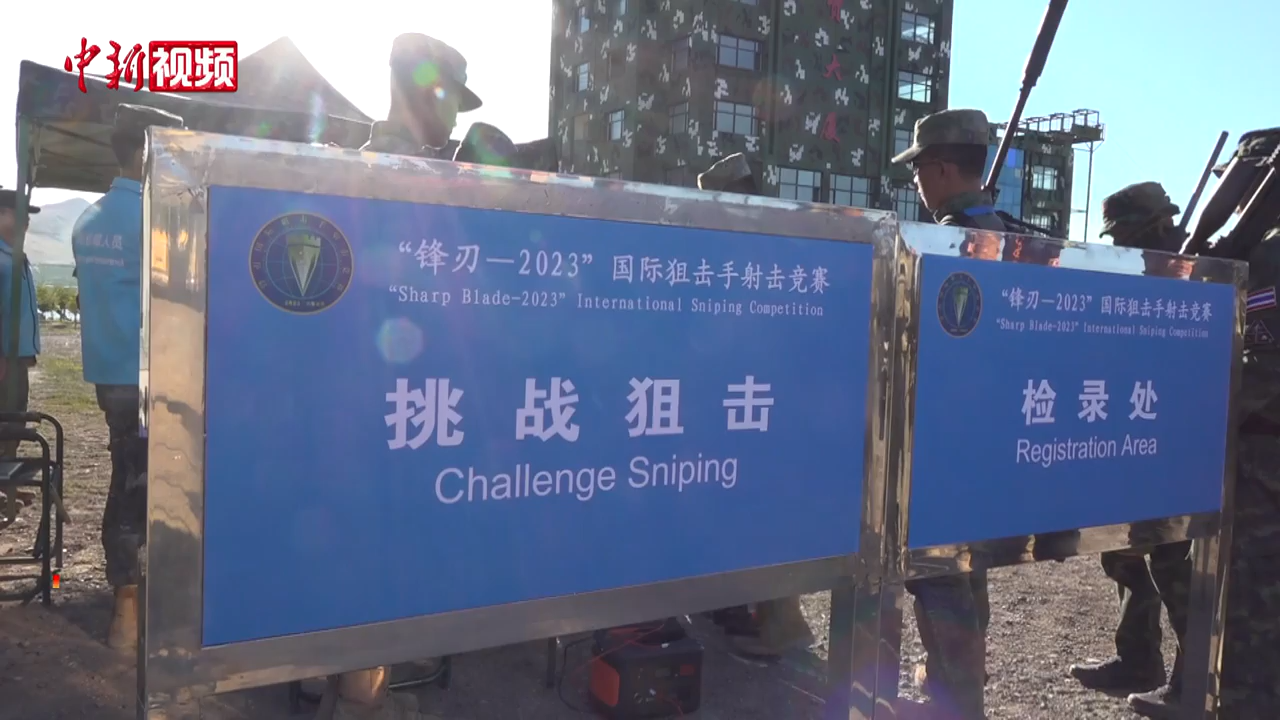 中新视频
大厦
“锋刃—2023”国际狙击手射击竞赛
“Sharp Blade-2023” International Sniping Competition
挑战狙击
Challenge Sniping
“锋刃—2023”国际狙击手射击竞赛
“Sharp Blade-2023” International Sniping Competition
检录处
Registration Area